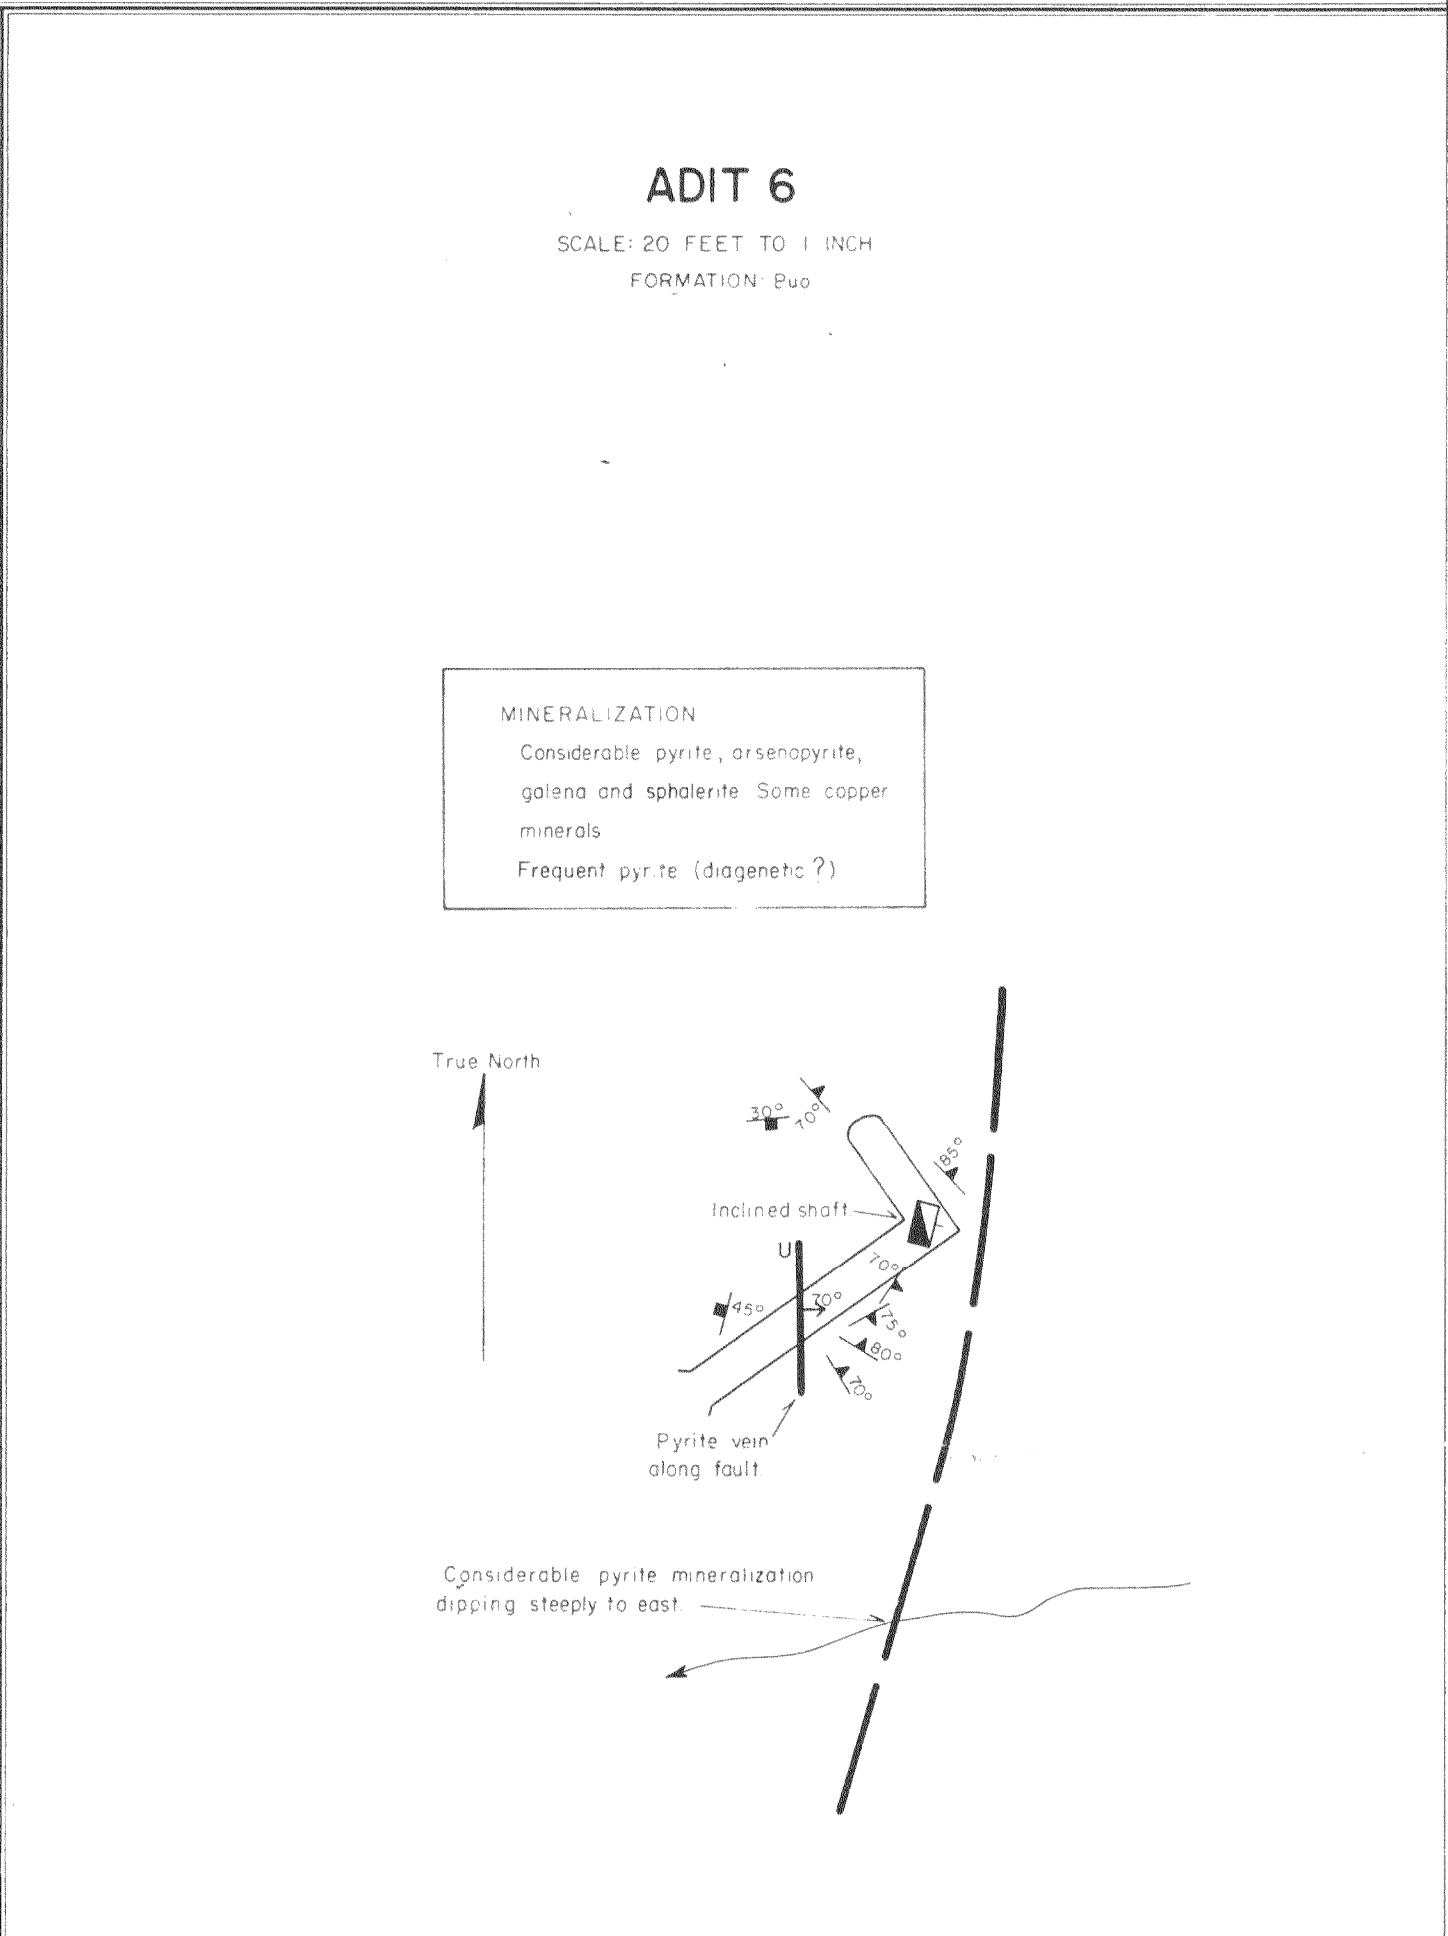 ADIT 6
SCALE: 20 FEET TO 1 INCH
FORMATION: Puo
MINERALIZATION
Considerable pyrite, arsenopyrite,
galena and sphalerite Some copper
minerals
Frequent pyrite (diagenetic ?)
True North
30°
70°
85°
Inclined shaft.
U
70°
70°
45°
75°
80°
70°
Pyrite vein
along fault.
Considerable pyrite mineralization
dipping steeply to east.